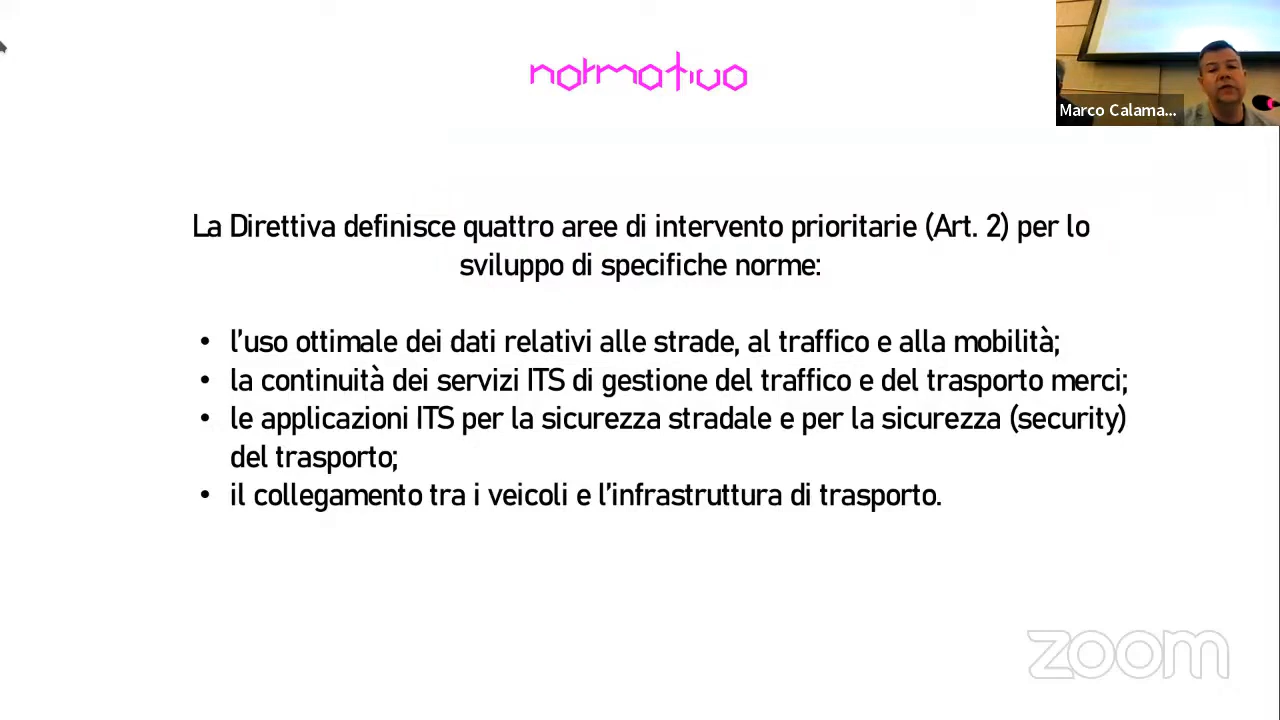 normativo
Marco Calama...
La Direttiva definisce quattro aree di intervento prioritarie (Art. 2) per lo
sviluppo di specifiche norme:
• l'uso ottimale dei dati relativi alle strade, al traffico e alla mobilità;
• la continuità dei servizi ITS di gestione del traffico e del trasporto merci;
• le applicazioni ITS per la sicurezza stradale e per la sicurezza (security)
del trasporto;
• il collegamento tra i veicoli e l'infrastruttura di trasporto.
zoom